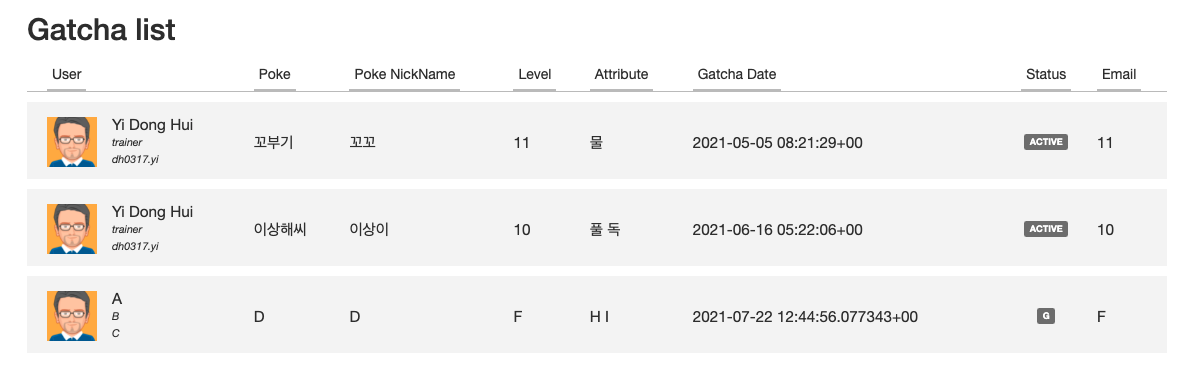 Gatcha list
User Poke Poke NickName Level Attribute Gatcha Date Status Email
Yi Dong Hui
trainer
dh0317.yi
꼬부기 꼬꼬 11 물 2021-05-05 08:21:29+00 ACTIVE 11
Yi Dong Hui
trainer
dh0317.yi
이상해씨 이상이 10 풀 독 2021-06-16 05:22:06+00 ACTIVE 10
A
B
C
D D F H I 2021-07-22 12:44:56.077343+00 G F